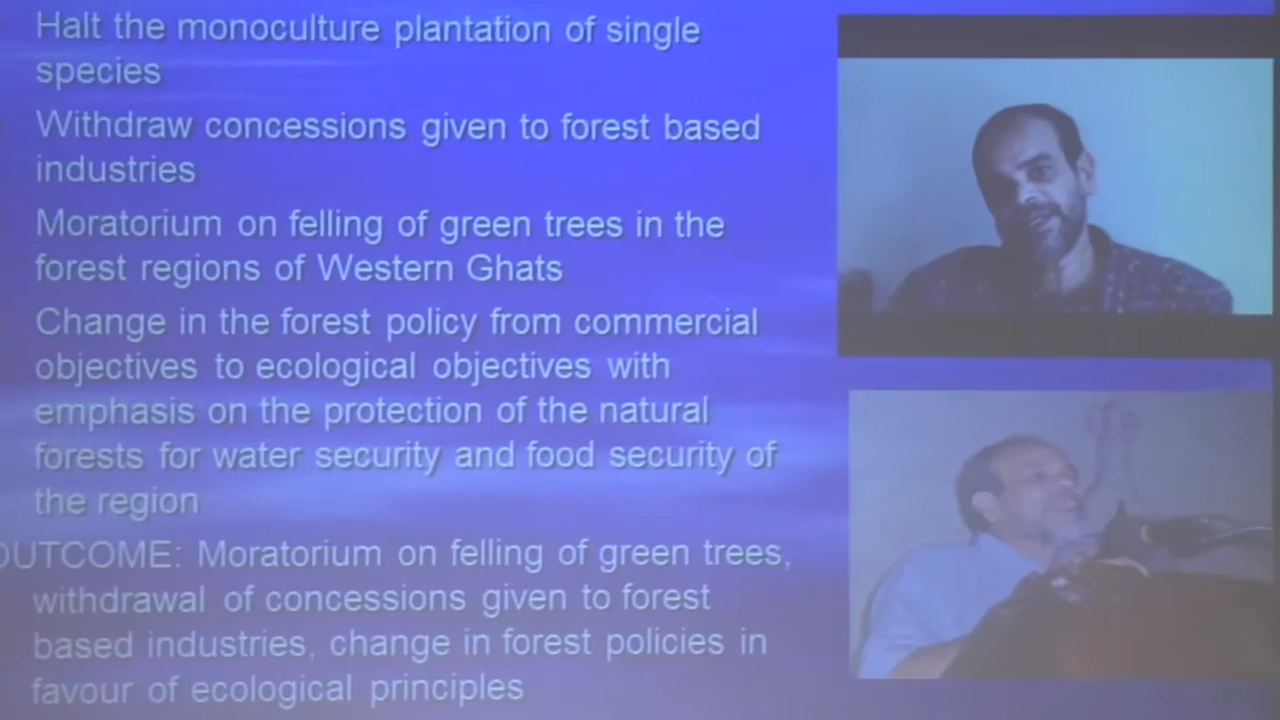 Halt the monoculture plantation of single
species
Withdraw concessions given to forest based
industries
Moratorium on felling of green trees in the
forest regions of Western Ghats
Change in the forest policy from commercial
objectives to ecological objectives with
emphasis on the protection of the natural
forests for water security and food security of
the region
OUTCOME: Moratorium on felling of green trees,
withdrawal of concessions given to forest
based industries, change in forest policies in
favour of ecological principles